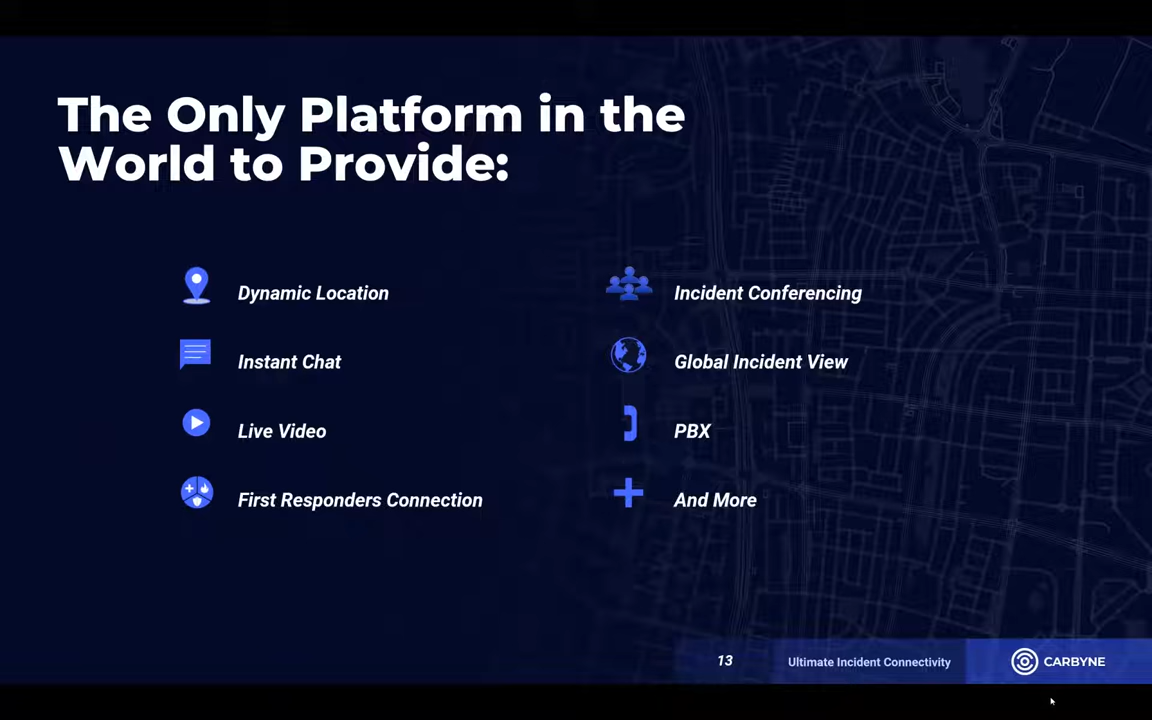 The Only Platform in the
World to Provide:
Dynamic Location
Instant Chat
Live Video
First Responders Connection
Incident Conferencing
Global Incident View
PBX
And More
13
Ultimate Incident Connectivity
CARBYNE